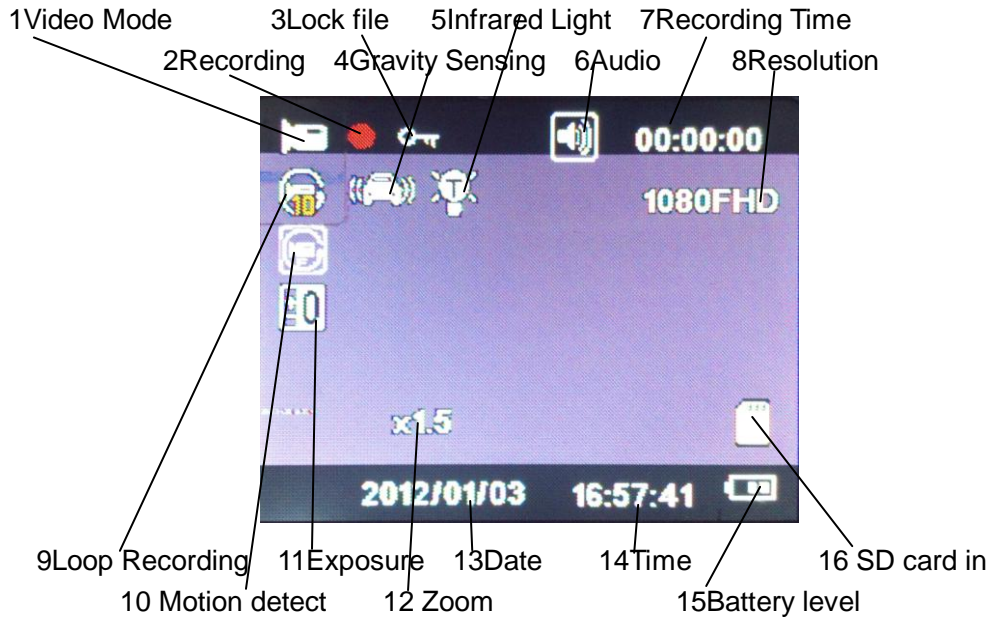 1Video Mode 3Lock file 5Infrared Light 7Recording Time
2Recording 4Gravity Sensing 6Audio 8Resolution
00:00:00
10
1080FHD
0
x1.5
2012/01/03 16:57:41
9Loop Recording 11Exposure 13Date 14Time 16 SD card in
10 Motion detect 12 Zoom 15Battery level